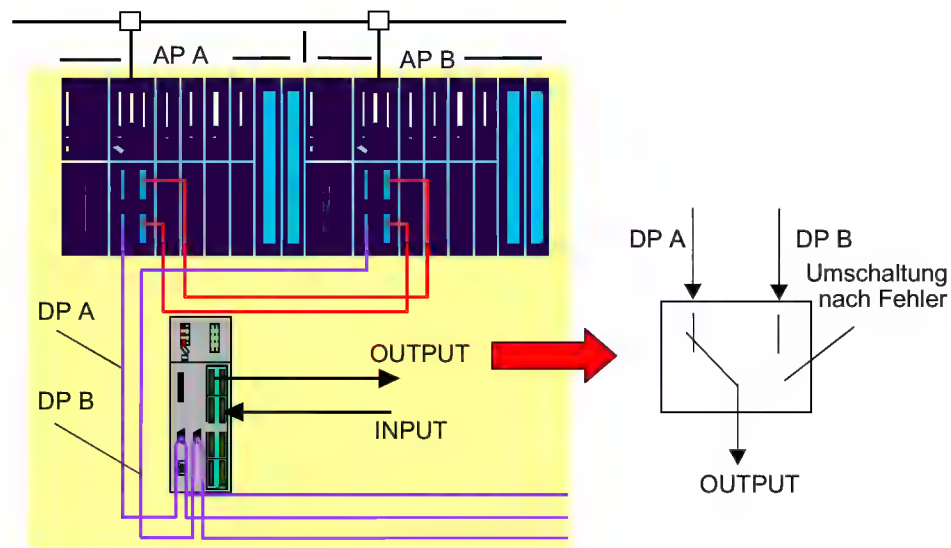 AP A
AP B
DP A
DP B
OUTPUT
INPUT
DP A
DP B
Umschaltung
nach Fehler
OUTPUT